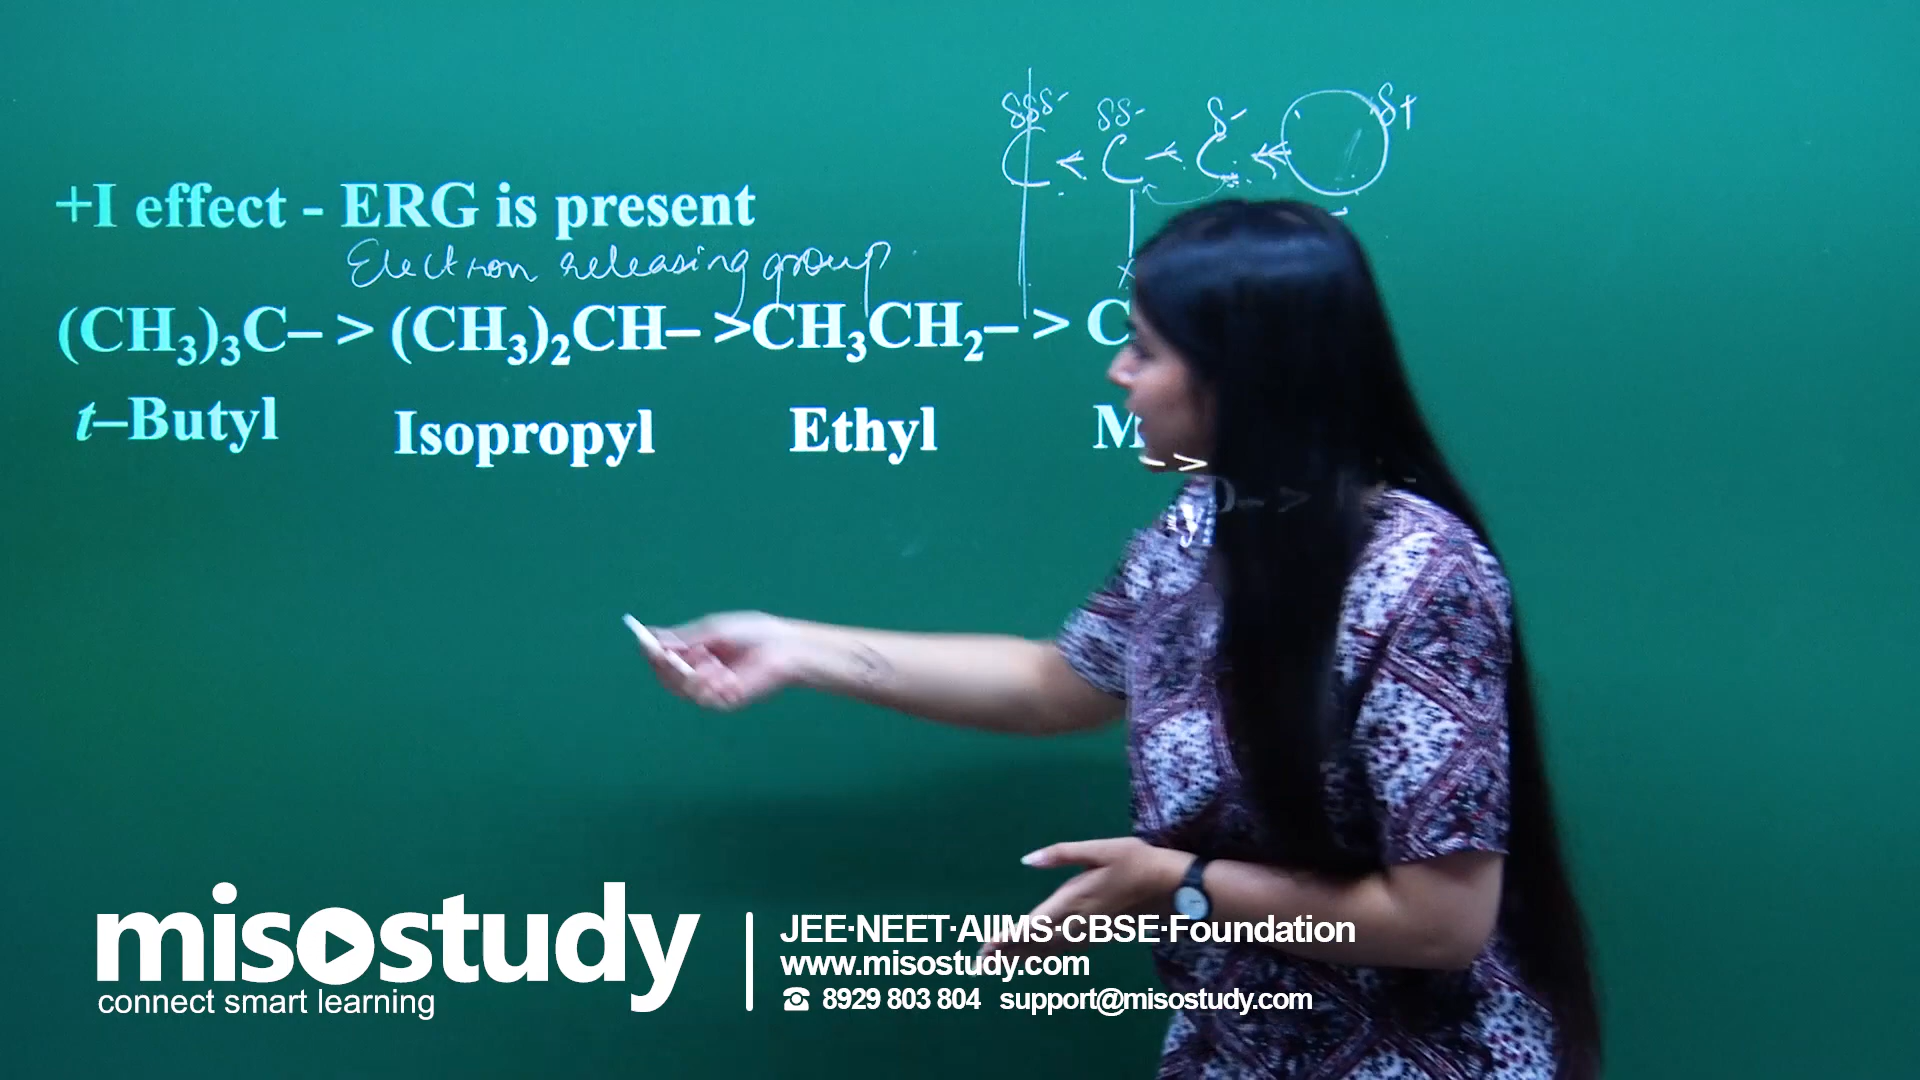 δδδ- δδ- δ- δ+
C < C < C <<
+I effect - ERG is present
Electron releasing group
(CH₃)₃C– > (CH₃)₂CH– >CH₃CH₂– > C
t–Butyl Isopropyl Ethyl M
– >
D– >
misostudy
connect smart learning
JEE·NEET·AIIMS·CBSE·Foundation
www.misostudy.com
☎ 8929 803 804 support@misostudy.com